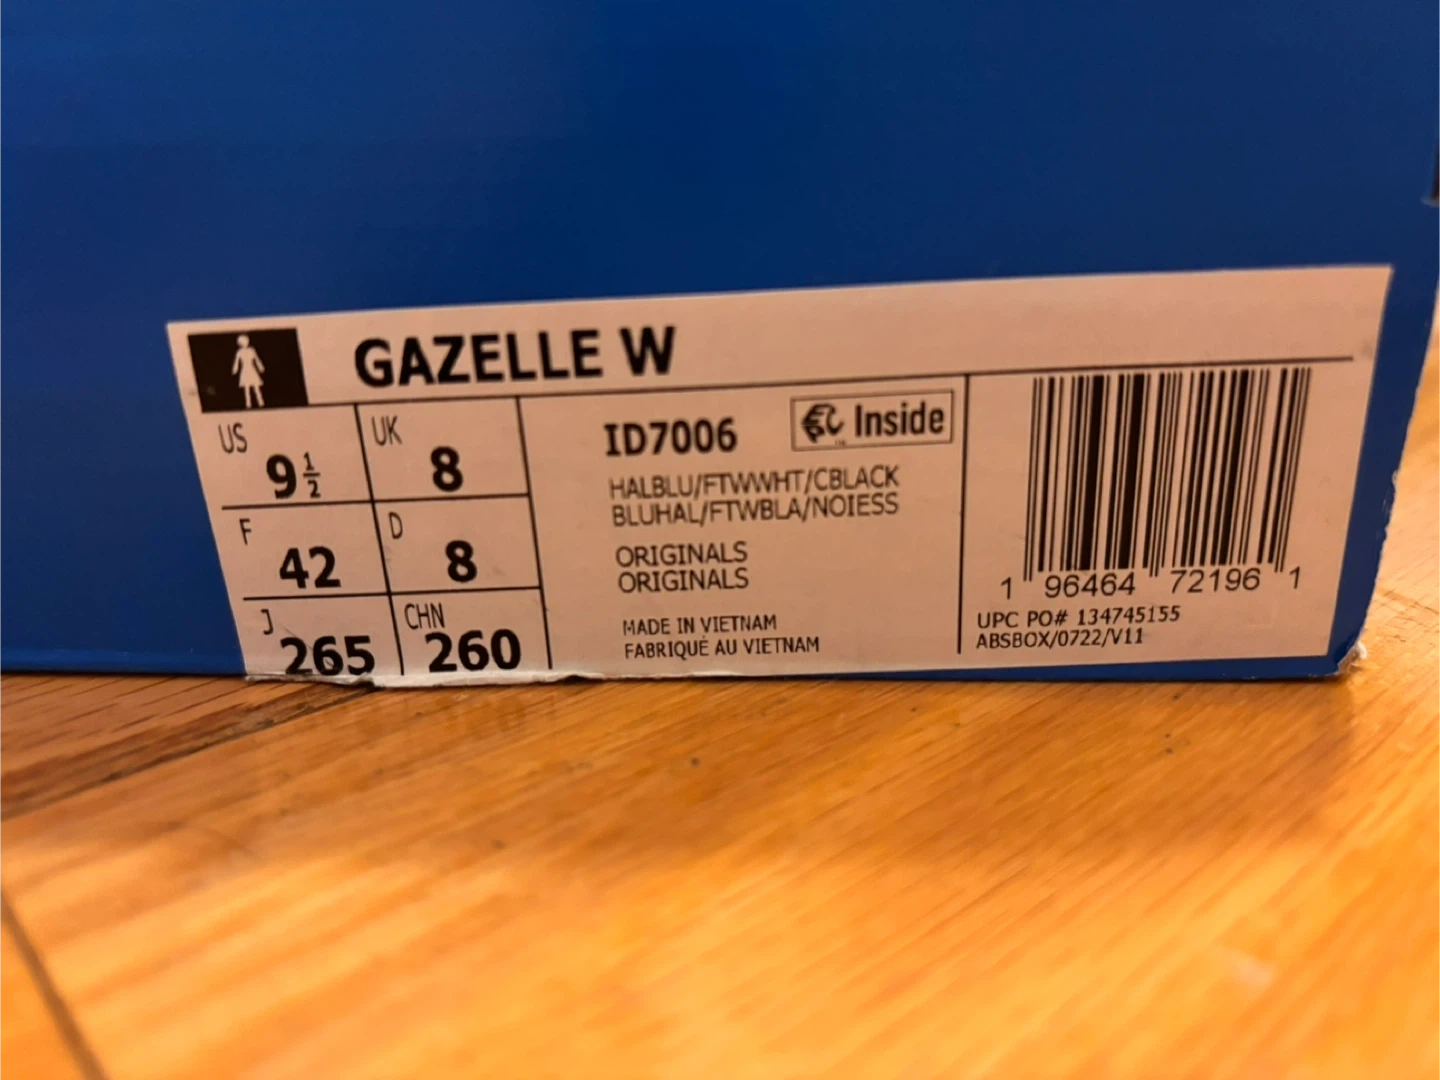 GAZELLE W
US
9½
UK
8
F
42
D
8
J
265
CHN
260
ID7006
Inside
HALBLU/FTWWHT/CBLACK
BLUHAL/FTWBLA/NOIESS
ORIGINALS
ORIGINALS
MADE IN VIETNAM
FABRIQUÉ AU VIETNAM
1 96464 72196 1
UPC PO# 134745155
ABSBOX/0722/V11